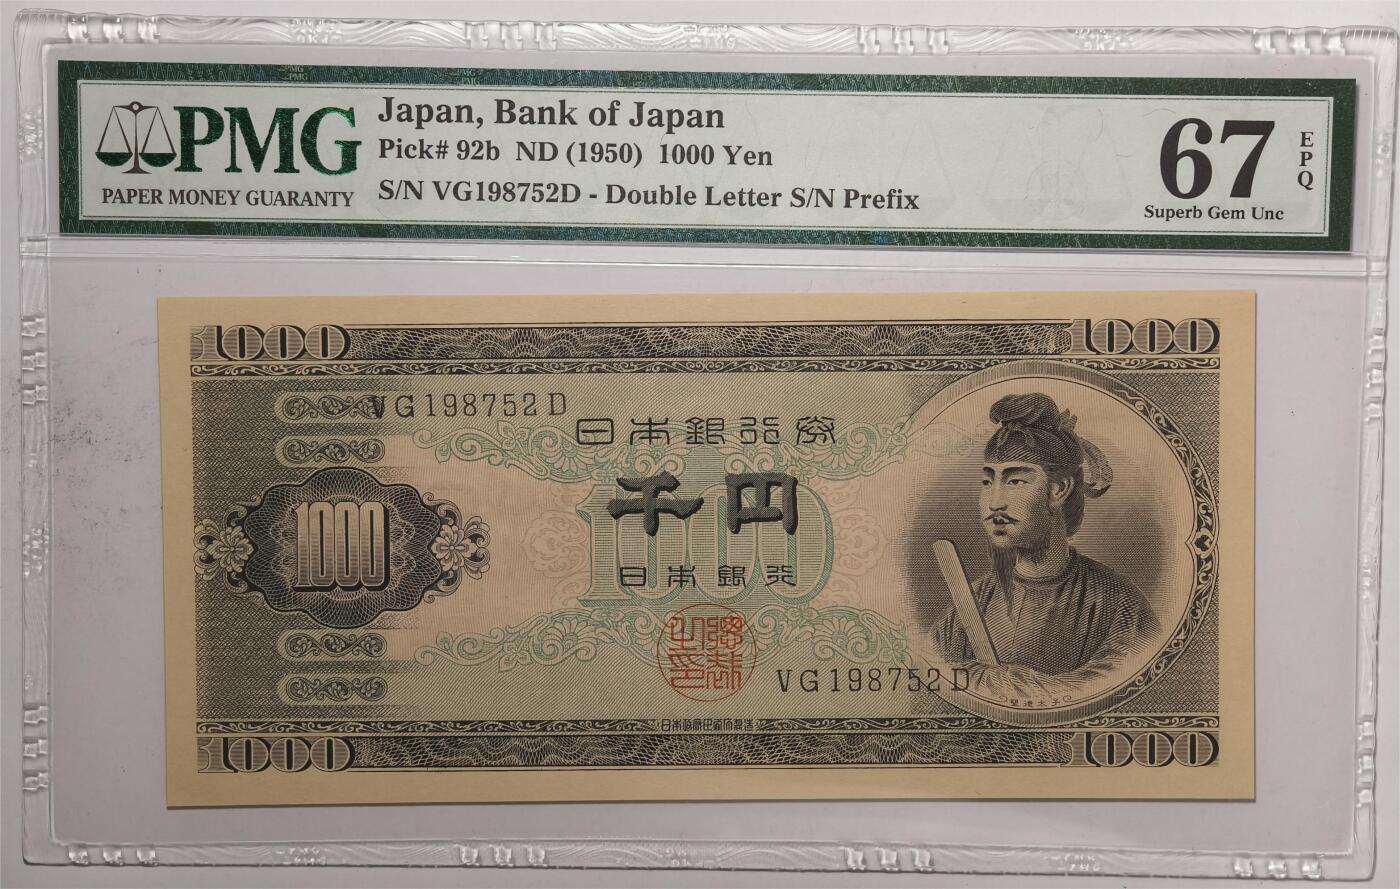 PMG
PAPER MONEY GUARANTY
Japan, Bank of Japan
Pick# 92b ND (1950) 1000 Yen
S/N VG198752D - Double Letter S/N Prefix
67
EPQ
Superb Gem Unc
1000
1000
VG198752D
日本銀行券
千円
1000
1000
日本銀行
VG198752D
1000
1000